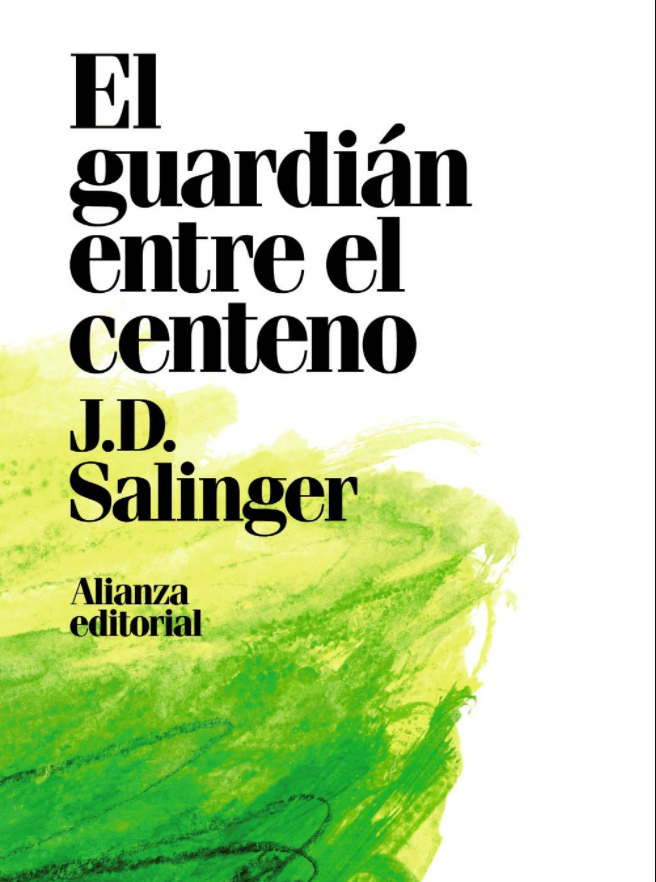 El
guardián
entre el
centeno
J.D.
Salinger
Alianza
editorial